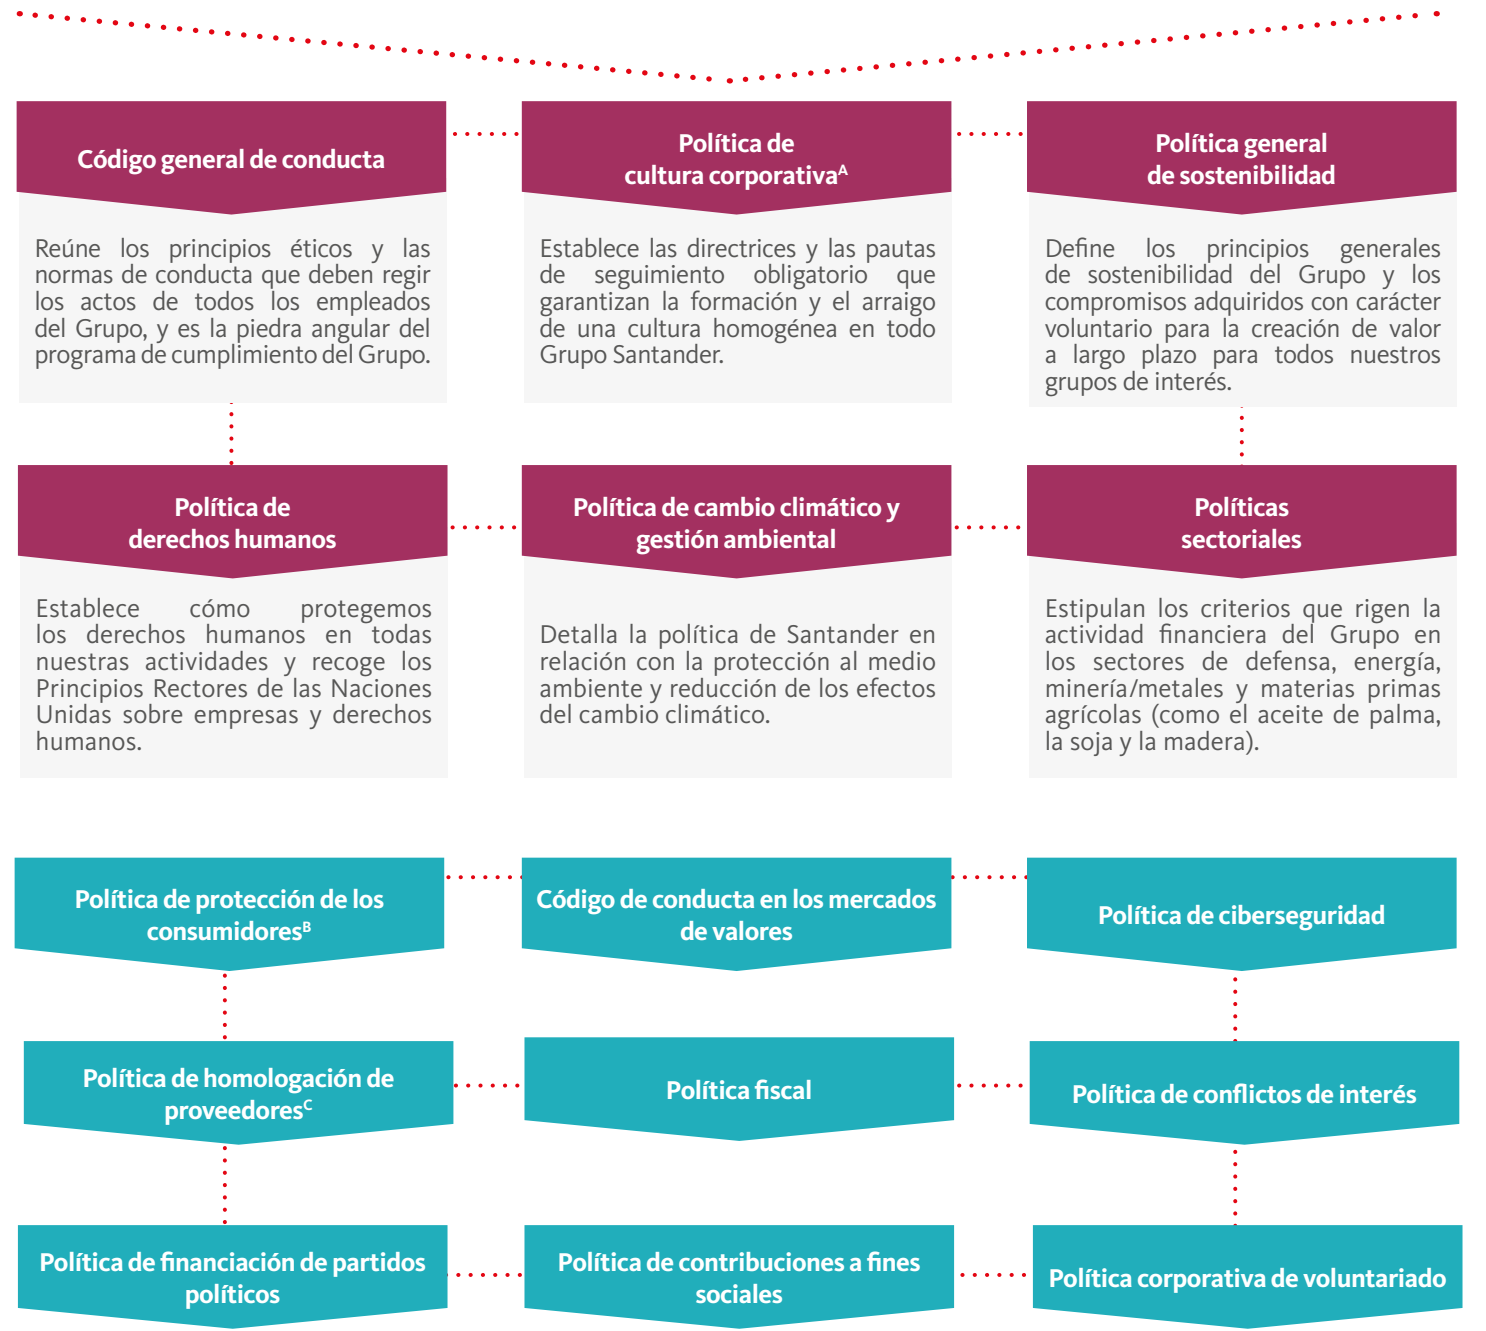 Código general de conducta
Política de
cultura corporativaᴬ
Política general
de sostenibilidad
Reúne los principios éticos y las
normas de conducta que deben regir
los actos de todos los empleados
del Grupo, y es la piedra angular del
programa de cumplimiento del Grupo.
Establece las directrices y las pautas
de seguimiento obligatorio que
garantizan la formación y el arraigo
de una cultura homogénea en todo
Grupo Santander.
Define los principios generales
de sostenibilidad del Grupo y los
compromisos adquiridos con carácter
voluntario para la creación de valor
a largo plazo para todos nuestros
grupos de interés.
Política de
derechos humanos
Política de cambio climático y
gestión ambiental
Políticas
sectoriales
Establece cómo protegemos
los derechos humanos en todas
nuestras actividades y recoge los
Principios Rectores de las Naciones
Unidas sobre empresas y derechos
humanos.
Detalla la política de Santander en
relación con la protección al medio
ambiente y reducción de los efectos
del cambio climático.
Estipulan los criterios que rigen la
actividad financiera del Grupo en
los sectores de defensa, energía,
minería/metales y materias primas
agrícolas (como el aceite de palma,
la soja y la madera).
Política de protección de los
consumidoresᴮ
Código de conducta en los mercados
de valores
Política de ciberseguridad
Política de homologación de
proveedoresꟲ
Política fiscal
Política de conflictos de interés
Política de financiación de partidos
políticos
Política de contribuciones a fines
sociales
Política corporativa de voluntariado